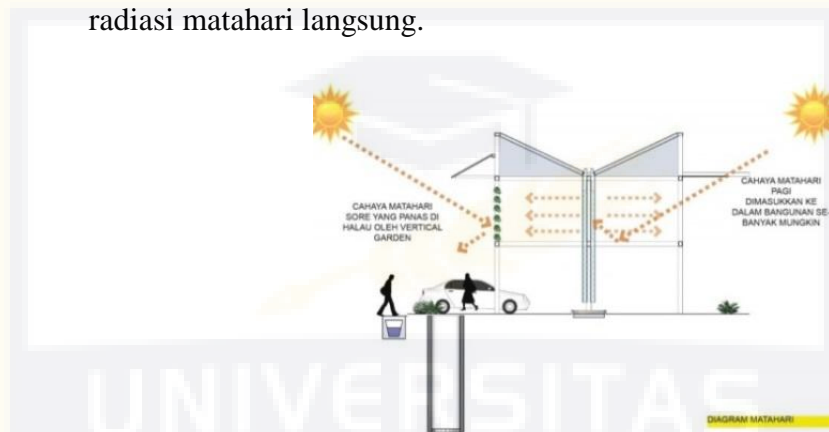 radiasi matahari langsung.
CAHAYA MATAHARI
SORE YANG PANAS DI
HALAU OLEH VERTICAL
GARDEN
CAHAYA MATAHARI
PAGI
DIMASUKKAN KE
DALAM BANGUNAN SE-
BANYAK MUNGKIN
UNIVERSITAS
DIAGRAM MATAHARI